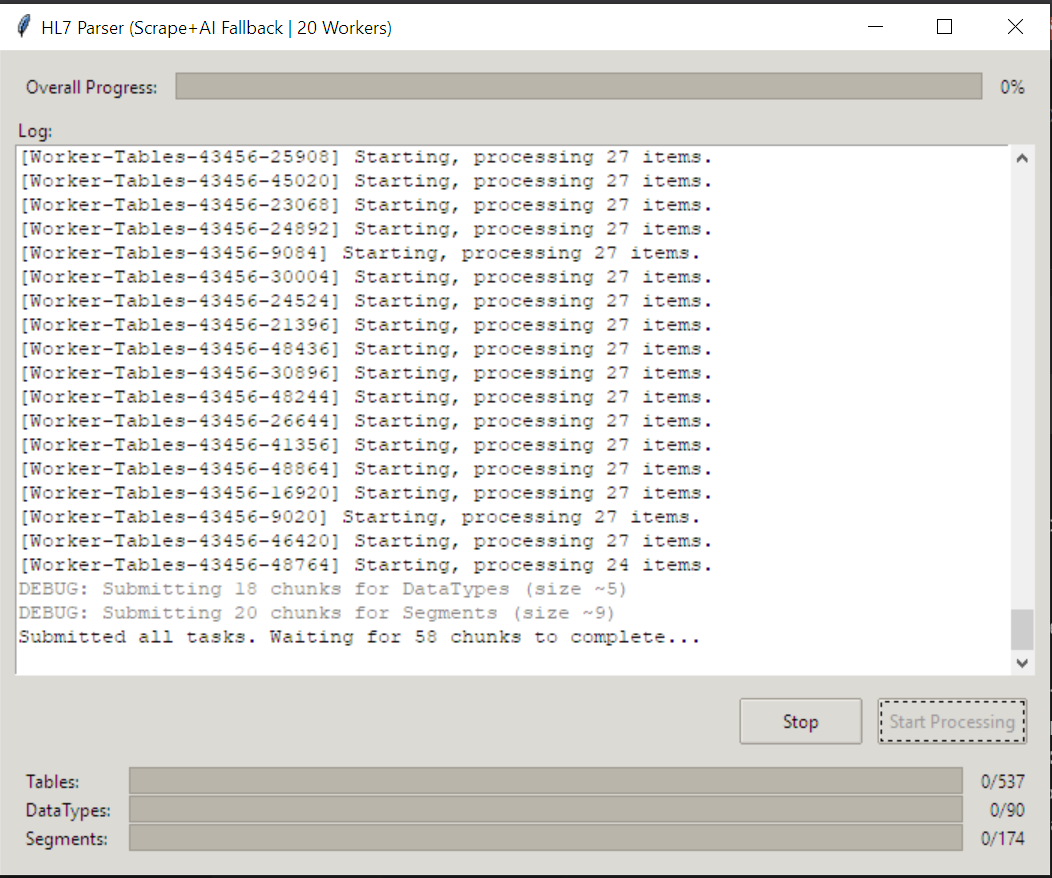 HL7 Parser (Scrape+AI Fallback | 20 Workers)
Overall Progress: 0%
Log:
[Worker-Tables-43456-25908] Starting, processing 27 items.
[Worker-Tables-43456-45020] Starting, processing 27 items.
[Worker-Tables-43456-23068] Starting, processing 27 items.
[Worker-Tables-43456-24892] Starting, processing 27 items.
[Worker-Tables-43456-9084] Starting, processing 27 items.
[Worker-Tables-43456-30004] Starting, processing 27 items.
[Worker-Tables-43456-24524] Starting, processing 27 items.
[Worker-Tables-43456-21396] Starting, processing 27 items.
[Worker-Tables-43456-48436] Starting, processing 27 items.
[Worker-Tables-43456-30896] Starting, processing 27 items.
[Worker-Tables-43456-48244] Starting, processing 27 items.
[Worker-Tables-43456-26644] Starting, processing 27 items.
[Worker-Tables-43456-41356] Starting, processing 27 items.
[Worker-Tables-43456-48864] Starting, processing 27 items.
[Worker-Tables-43456-16920] Starting, processing 27 items.
[Worker-Tables-43456-9020] Starting, processing 27 items.
[Worker-Tables-43456-46420] Starting, processing 27 items.
[Worker-Tables-43456-48764] Starting, processing 24 items.
DEBUG: Submitting 18 chunks for DataTypes (size ~5)
DEBUG: Submitting 20 chunks for Segments (size ~9)
Submitted all tasks. Waiting for 58 chunks to complete...
Stop Start Processing
Tables: 0/537
DataTypes: 0/90
Segments: 0/174